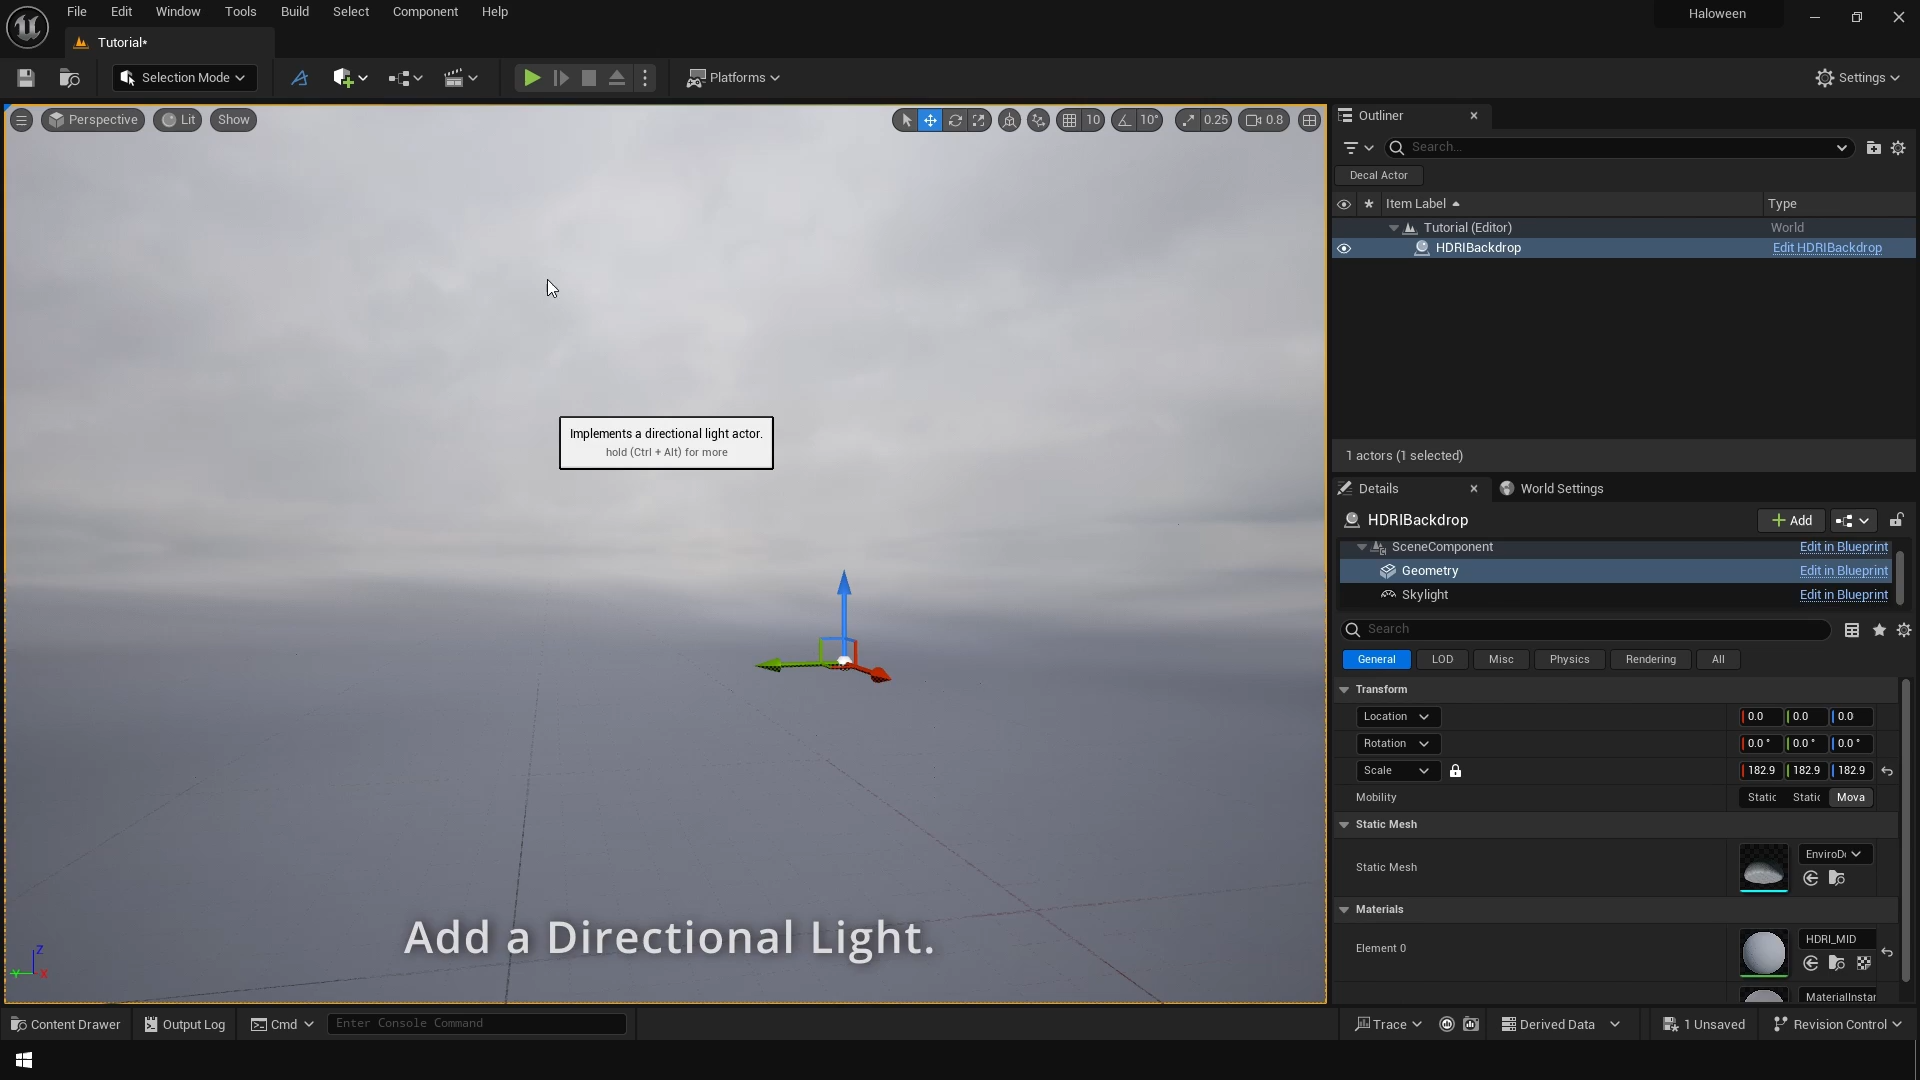 File Edit Window Tools Build Select Component Help
Haloween
Tutorial*
Selection Mode
Platforms
Settings
Perspective Lit Show
10 10° 0.25 0.8
Outliner
Search...
Decal Actor
Item Label Type
Tutorial (Editor) World
HDRIBackdrop Edit HDRIBackdrop
1 actors (1 selected)
Implements a directional light actor.
hold (Ctrl + Alt) for more
Details World Settings
HDRIBackdrop Add
SceneComponent Edit in Blueprint
Geometry Edit in Blueprint
Skylight Edit in Blueprint
Search
General LOD Misc Physics Rendering All
Transform
Location 0.0 0.0 0.0
Rotation 0.0° 0.0° 0.0°
Scale 182.9 182.9 182.9
Mobility Static Static Mova
Static Mesh
Static Mesh EnviroD
Materials
Element 0 HDRI_MID
MaterialInstan
Add a Directional Light.
Z
Y X
Content Drawer Output Log Cmd Enter Console Command
Trace Derived Data 1 Unsaved Revision Control